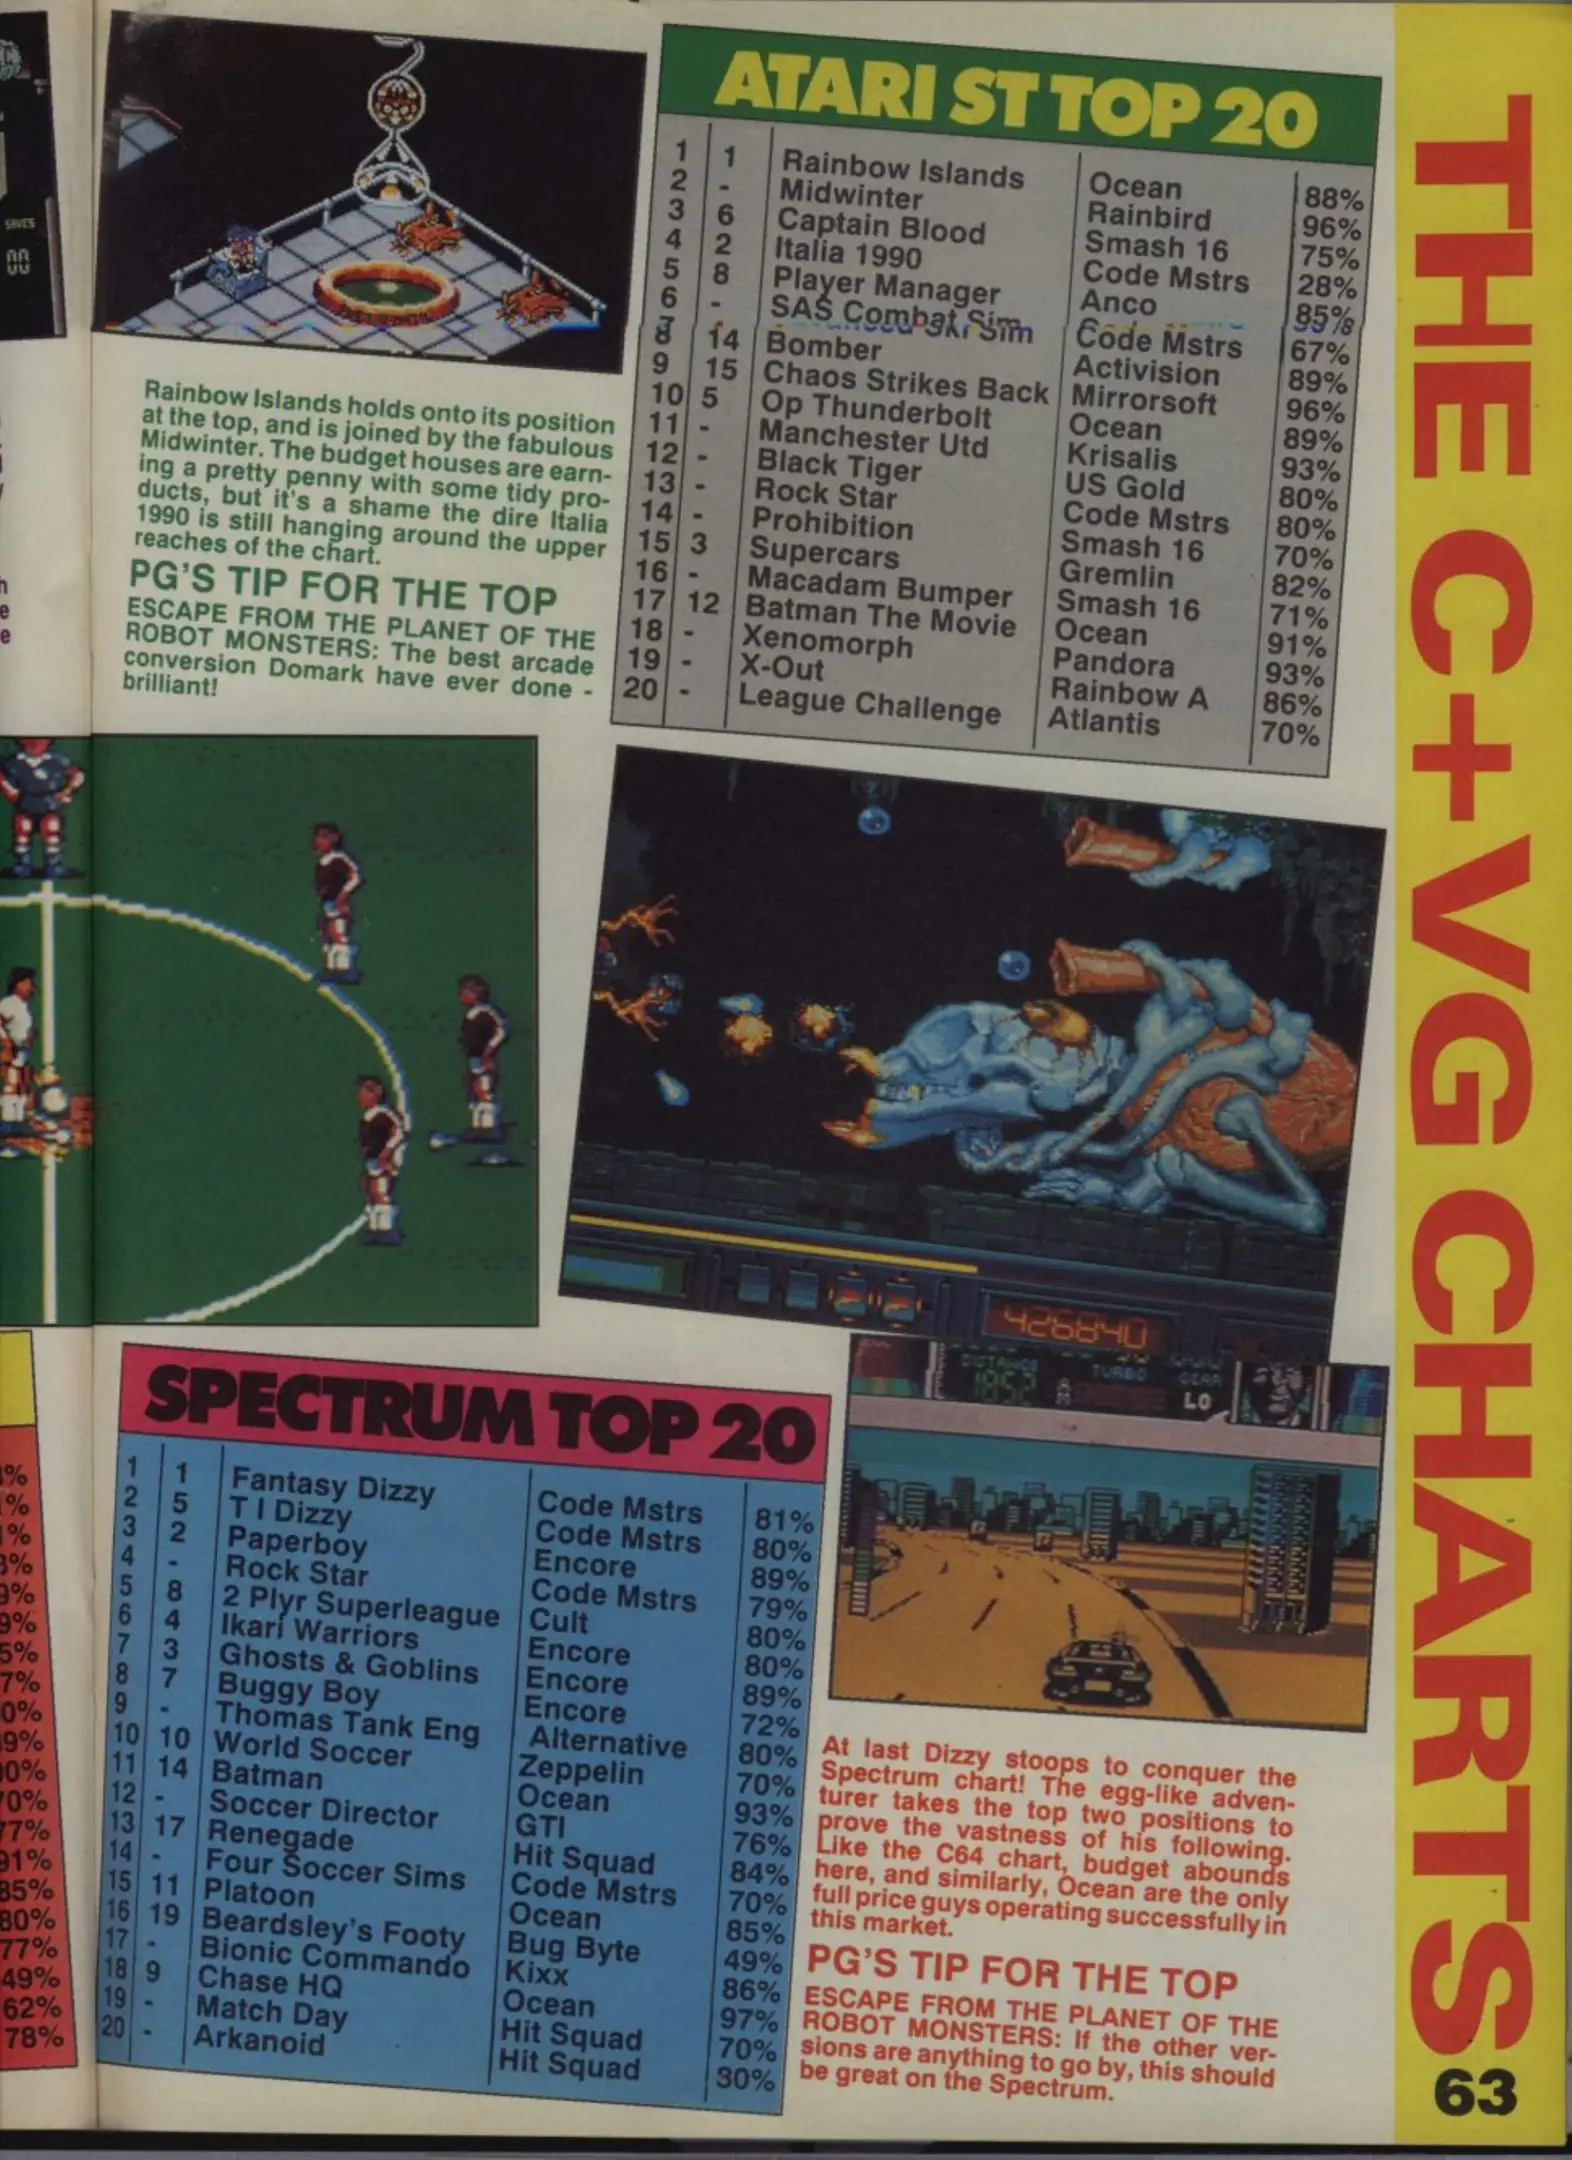 SAVES
00
ATARI ST TOP 20
1 1 Rainbow Islands Ocean 88%
2 - Midwinter Rainbird 96%
3 6 Captain Blood Smash 16 75%
4 2 Italia 1990 Code Mstrs 28%
5 8 Player Manager Anco 85%
6 - SAS Combat Sim
7 Ski Sim Code Mstrs 67%
8 14 Bomber Activision 89%
9 15 Chaos Strikes Back Mirrorsoft 96%
10 5 Op Thunderbolt Ocean 89%
11 - Manchester Utd Krisalis 93%
12 - Black Tiger US Gold 80%
13 - Rock Star Code Mstrs 80%
14 - Prohibition Smash 16 70%
15 3 Supercars Gremlin 82%
16 - Macadam Bumper Smash 16 71%
17 12 Batman The Movie Ocean 91%
18 - Xenomorph Pandora 93%
19 - X-Out Rainbow A 86%
20 - League Challenge Atlantis 70%
Rainbow Islands holds onto its position
at the top, and is joined by the fabulous
Midwinter. The budget houses are earn-
ing a pretty penny with some tidy pro-
ducts, but it's a shame the dire Italia
1990 is still hanging around the upper
reaches of the chart.
PG'S TIP FOR THE TOP
ESCAPE FROM THE PLANET OF THE
ROBOT MONSTERS: The best arcade
conversion Domark have ever done -
brilliant!
426840
DISTANCE TURBO GEAR
LO
SPECTRUM TOP 20
1 1 Fantasy Dizzy Code Mstrs 81%
2 5 T I Dizzy Code Mstrs 80%
3 2 Paperboy Encore 89%
4 - Rock Star Code Mstrs 79%
5 8 2 Plyr Superleague Cult 80%
6 4 Ikari Warriors Encore 80%
7 3 Ghosts & Goblins Encore 89%
8 7 Buggy Boy Encore 72%
9 - Thomas Tank Eng Alternative 80%
10 10 World Soccer Zeppelin 70%
11 14 Batman Ocean 93%
12 - Soccer Director GTI 76%
13 17 Renegade Hit Squad 84%
14 - Four Soccer Sims Code Mstrs 70%
15 11 Platoon Ocean 85%
16 19 Beardsley's Footy Bug Byte 49%
17 - Bionic Commando Kixx 86%
18 9 Chase HQ Ocean 97%
19 - Match Day Hit Squad 70%
20 - Arkanoid Hit Squad 30%
85%
80%
77%
49%
62%
78%
At last Dizzy stoops to conquer the
Spectrum chart! The egg-like adven-
turer takes the top two positions to
prove the vastness of his following.
Like the C64 chart, budget abounds
here, and similarly, Ocean are the only
full price guys operating successfully in
this market.
PG'S TIP FOR THE TOP
ESCAPE FROM THE PLANET OF THE
ROBOT MONSTERS: If the other ver-
sions are anything to go by, this should
be great on the Spectrum.
THE C+VG CHARTS
63